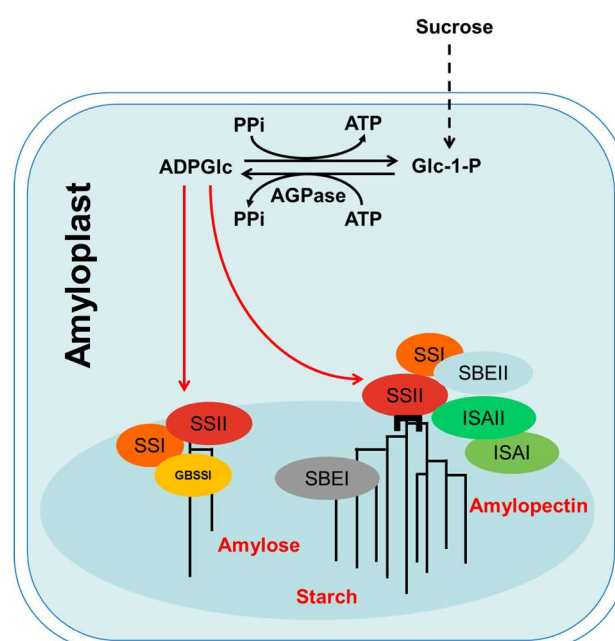 Sucrose
PPi
ATP
ADPGlc
Glc-1-P
AGPase
PPi
ATP
Amyloplast
SSI
SBEII
SSII
ISAII
SSII
SSI
ISAI
GBSSI
SBEI
Amylopectin
Amylose
Starch